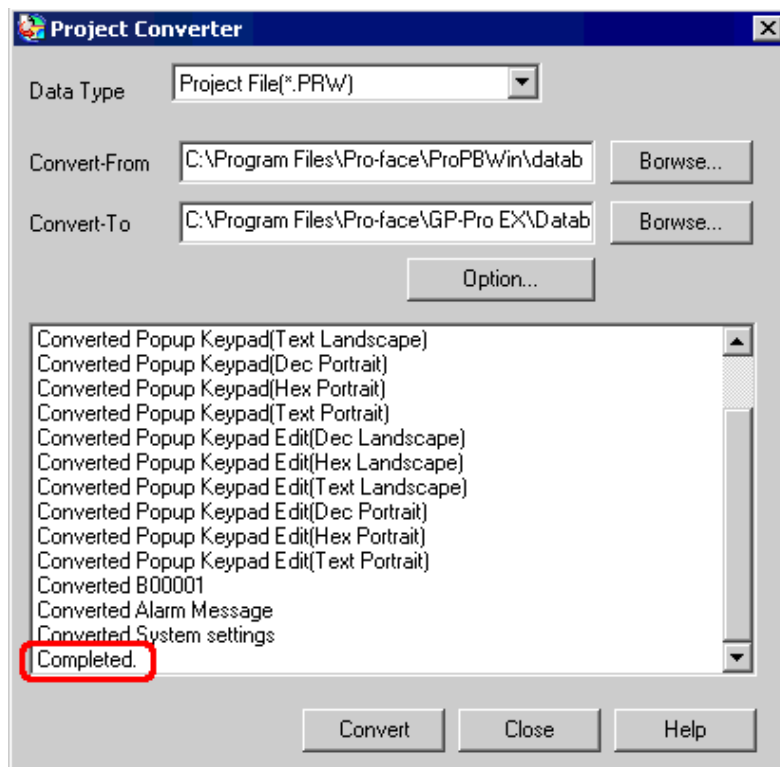 Project Converter
Data Type
Project File(*.PRW)
Convert-From
C:\Program Files\Pro-face\ProPBWin\datab
Borwse...
Convert-To
C:\Program Files\Pro-face\GP-Pro EX\Datab
Borwse...
Option...
Converted Popup Keypad(Text Landscape)
Converted Popup Keypad(Dec Portrait)
Converted Popup Keypad(Hex Portrait)
Converted Popup Keypad(Text Portrait)
Converted Popup Keypad Edit(Dec Landscape)
Converted Popup Keypad Edit(Hex Landscape)
Converted Popup Keypad Edit(Text Landscape)
Converted Popup Keypad Edit(Dec Portrait)
Converted Popup Keypad Edit(Hex Portrait)
Converted Popup Keypad Edit(Text Portrait)
Converted B00001
Converted Alarm Message
Converted System settings
Completed.
Convert
Close
Help